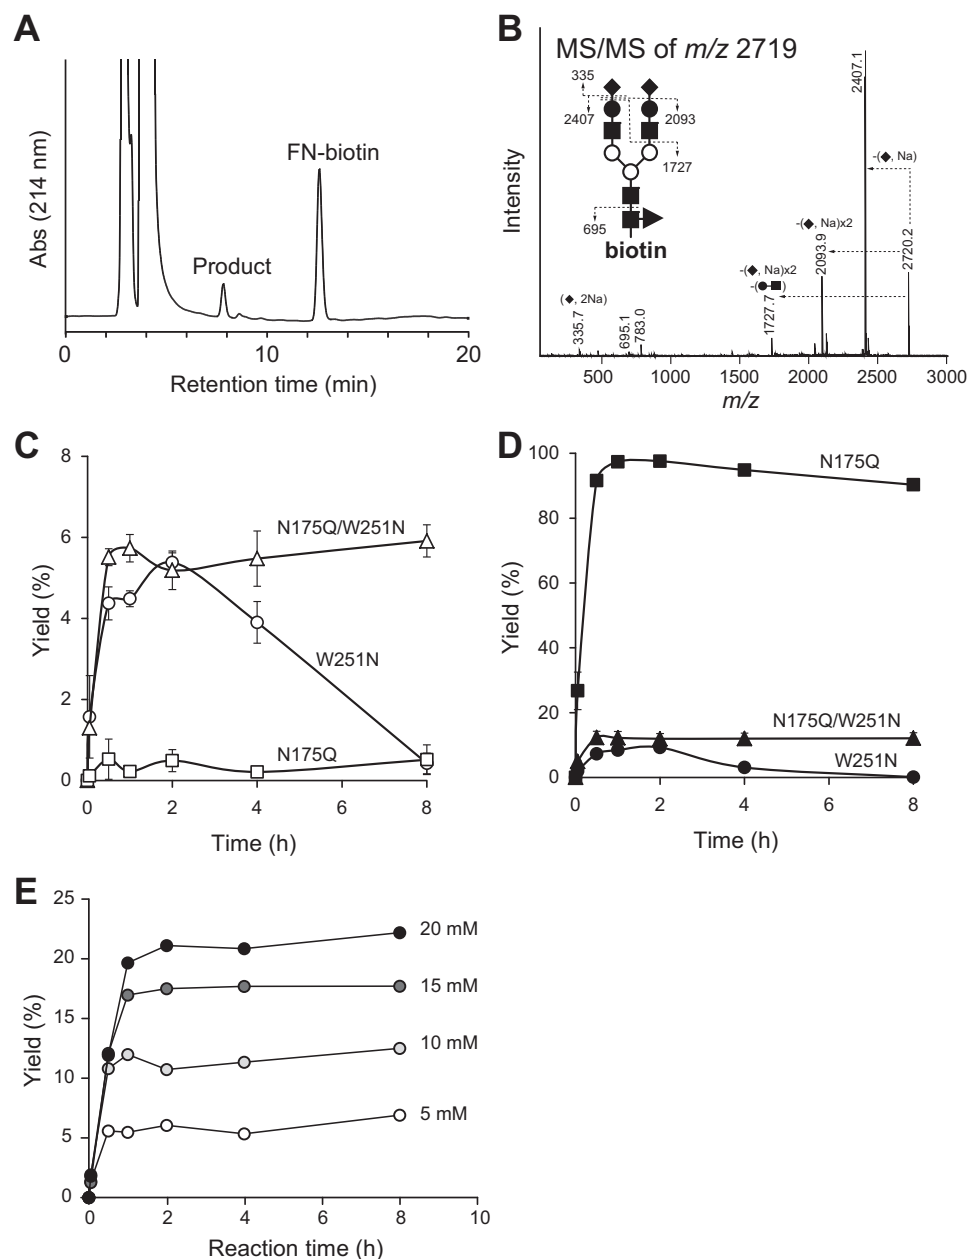 A
Abs (214 nm)
FN-biotin
Product
0 10 20
Retention time (min)
B
MS/MS of m/z 2719
335
2407 2093
1727
695
biotin
Intensity
2407.1
-(◆, Na)
-(◆, Na)x2
2093.9
2720.2
-(◆, Na)x2
-(●-■)
1727.7
(◆, 2Na)
335.7
695.1
783.0
500 1000 1500 2000 2500 3000
m/z
C
8
6
4
2
0
Yield (%)
N175Q/W251N
W251N
N175Q
0 2 4 6 8
Time (h)
D
100
80
60
40
20
0
Yield (%)
N175Q
N175Q/W251N
W251N
0 2 4 6 8
Time (h)
E
25
20
15
10
5
0
Yield (%)
20 mM
15 mM
10 mM
5 mM
0 2 4 6 8 10
Reaction time (h)